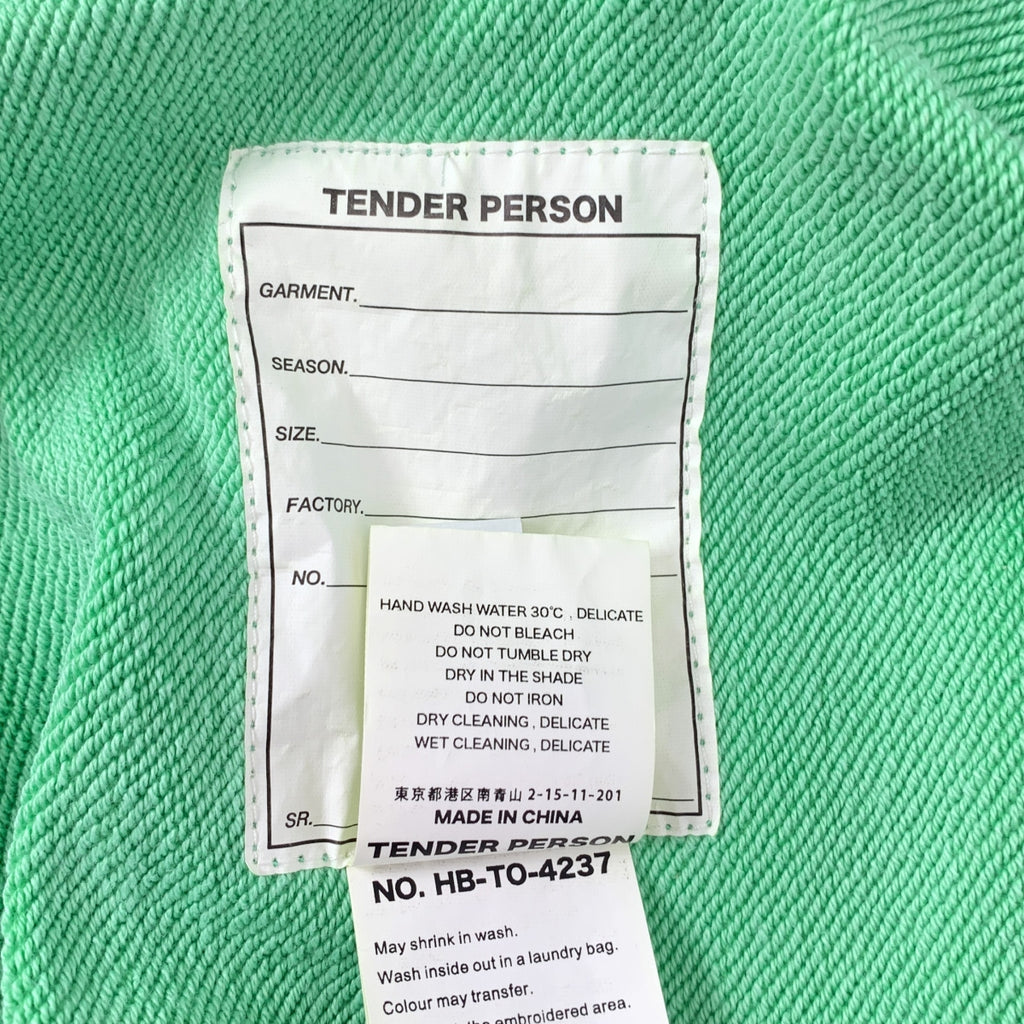 TENDER PERSON
GARMENT.
SEASON.
SIZE.
FACTORY.
NO.
SR.
HAND WASH WATER 30℃ , DELICATE
DO NOT BLEACH
DO NOT TUMBLE DRY
DRY IN THE SHADE
DO NOT IRON
DRY CLEANING , DELICATE
WET CLEANING , DELICATE
東京都港区南青山 2-15-11-201
MADE IN CHINA
TENDER PERSON
NO. HB-TO-4237
May shrink in wash.
Wash inside out in a laundry bag.
Colour may transfer.
the embroidered area.